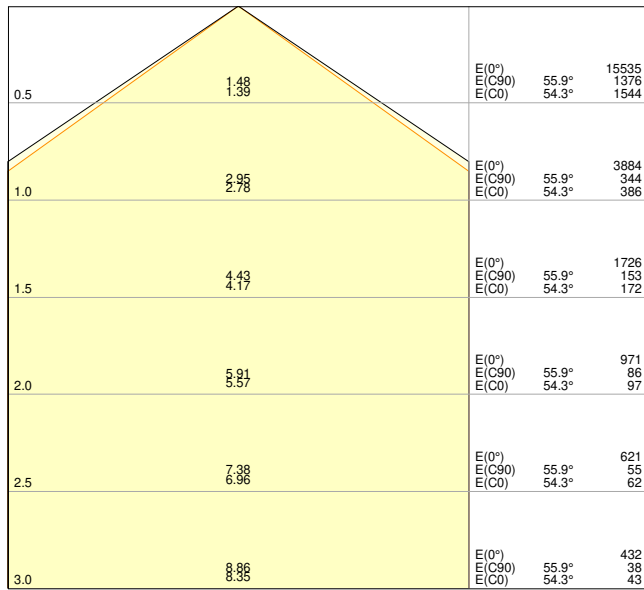 1.48
E(0°) 15535
E(C90) 55.9° 1376
0.5 1.39 E(C0) 54.3° 1544
E(0°) 3884
2.95 E(C90) 55.9° 344
1.0 2.78 E(C0) 54.3° 386
E(0°) 1726
4.43 E(C90) 55.9° 153
1.5 4.17 E(C0) 54.3° 172
E(0°) 971
5.91 E(C90) 55.9° 86
2.0 5.57 E(C0) 54.3° 97
E(0°) 621
7.38 E(C90) 55.9° 55
2.5 6.96 E(C0) 54.3° 62
E(0°) 432
8.86 E(C90) 55.9° 38
3.0 8.35 E(C0) 54.3° 43